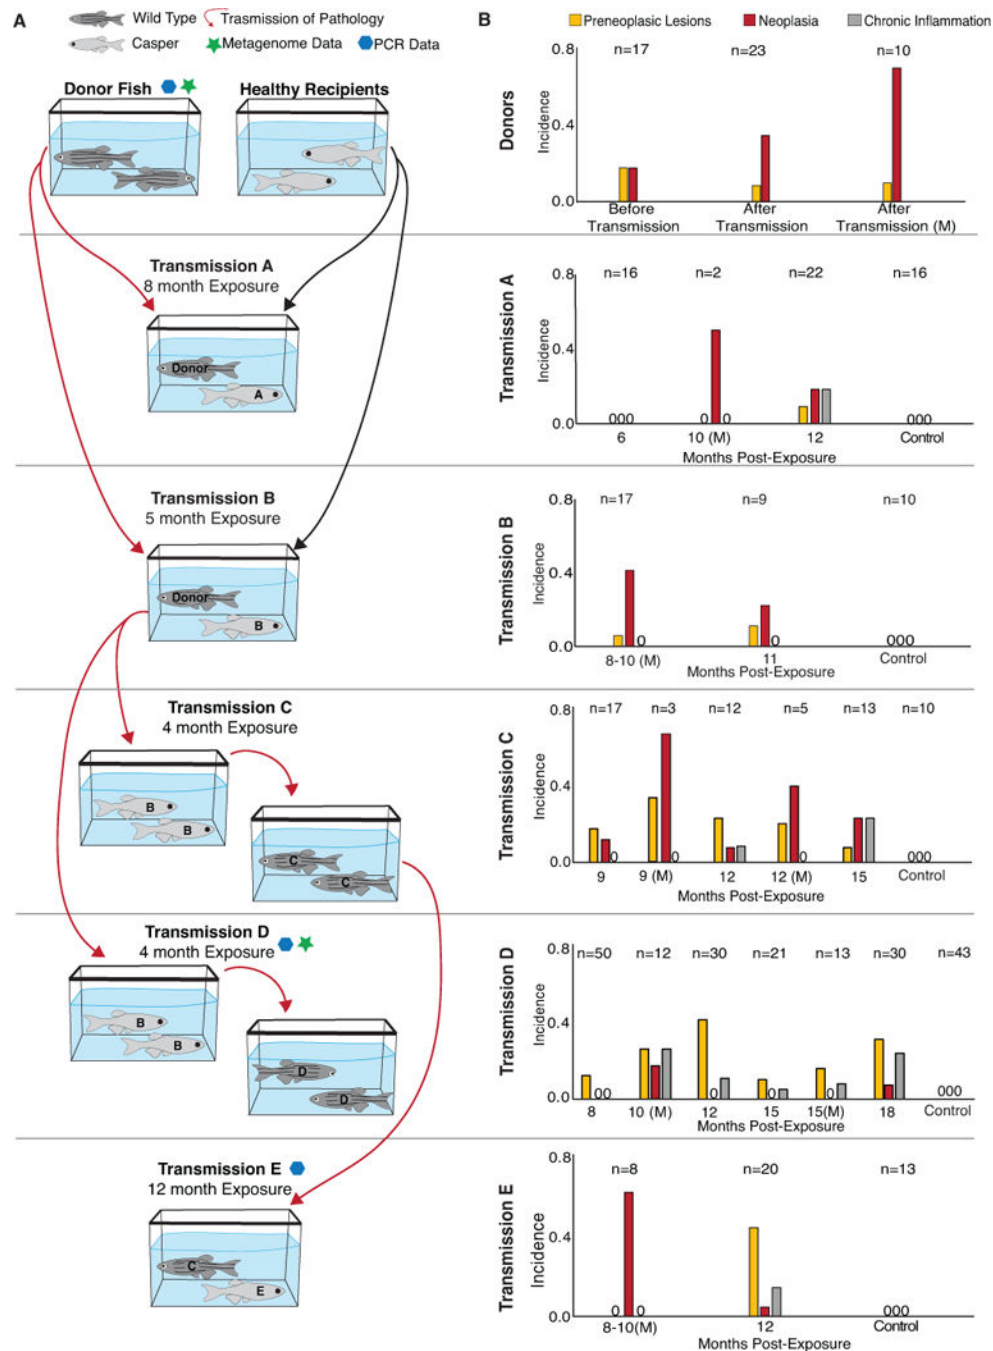 A
Wild Type
Trasmission of Pathology
Casper
Metagenome Data
PCR Data
Donor Fish
Healthy Recipients
Transmission A
8 month Exposure
Donor
A
Transmission B
5 month Exposure
Donor
B
Transmission C
4 month Exposure
B
B
C
C
Transmission D
4 month Exposure
B
B
D
D
Transmission E
12 month Exposure
C
E
B
Preneoplasic Lesions
Neoplasia
Chronic Inflammation
Donors
Incidence
0.8
0.4
0.0
n=17 n=23 n=10
Before Transmission
After Transmission
After Transmission (M)
Transmission A
Incidence
0.8
0.4
0.0
n=16 n=2 n=22 n=16
000 0 0 000
6 10 (M) 12 Control
Months Post-Exposure
Transmission B
Incidence
0.8
0.4
0.0
n=17 n=9 n=10
0 0 000
8-10 (M) 11 Control
Months Post-Exposure
Transmission C
Incidence
0.8
0.4
0.0
n=17 n=3 n=12 n=5 n=13 n=10
0 0 0 000
9 9 (M) 12 12 (M) 15 Control
Months Post-Exposure
Transmission D
Incidence
0.8
0.4
0.0
n=50 n=12 n=30 n=21 n=13 n=30 n=43
00 0 0 0 000
8 10 (M) 12 15 15(M) 18 Control
Months Post-Exposure
Transmission E
Incidence
0.8
0.4
0.0
n=8 n=20 n=13
0 0 000
8-10(M) 12 Control
Months Post-Exposure